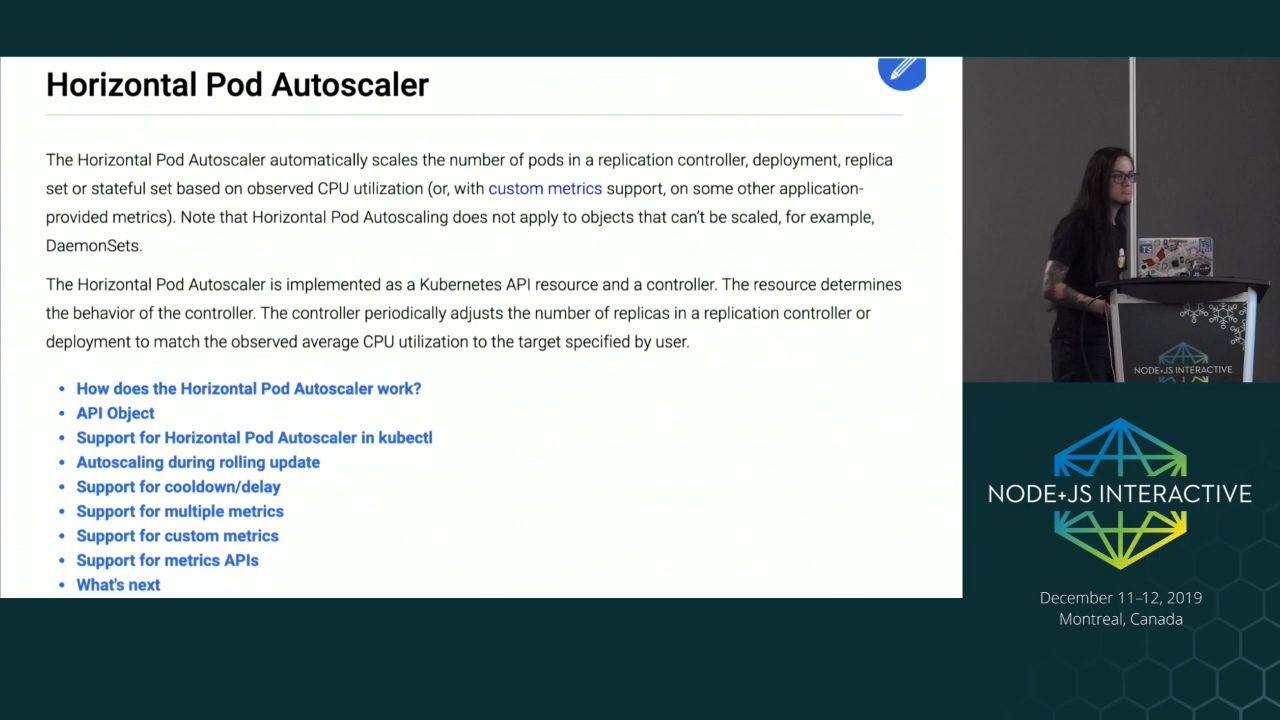 Horizontal Pod Autoscaler
The Horizontal Pod Autoscaler automatically scales the number of pods in a replication controller, deployment, replica
set or stateful set based on observed CPU utilization (or, with custom metrics support, on some other application-
provided metrics). Note that Horizontal Pod Autoscaling does not apply to objects that can't be scaled, for example,
DaemonSets.
The Horizontal Pod Autoscaler is implemented as a Kubernetes API resource and a controller. The resource determines
the behavior of the controller. The controller periodically adjusts the number of replicas in a replication controller or
deployment to match the observed average CPU utilization to the target specified by user.
• How does the Horizontal Pod Autoscaler work?
• API Object
• Support for Horizontal Pod Autoscaler in kubectl
• Autoscaling during rolling update
• Support for cooldown/delay
• Support for multiple metrics
• Support for custom metrics
• Support for metrics APIs
• What's next
TS
NODE+JS INTERACTIVE
NODE+JS INTERACTIVE
December 11–12, 2019
Montreal, Canada